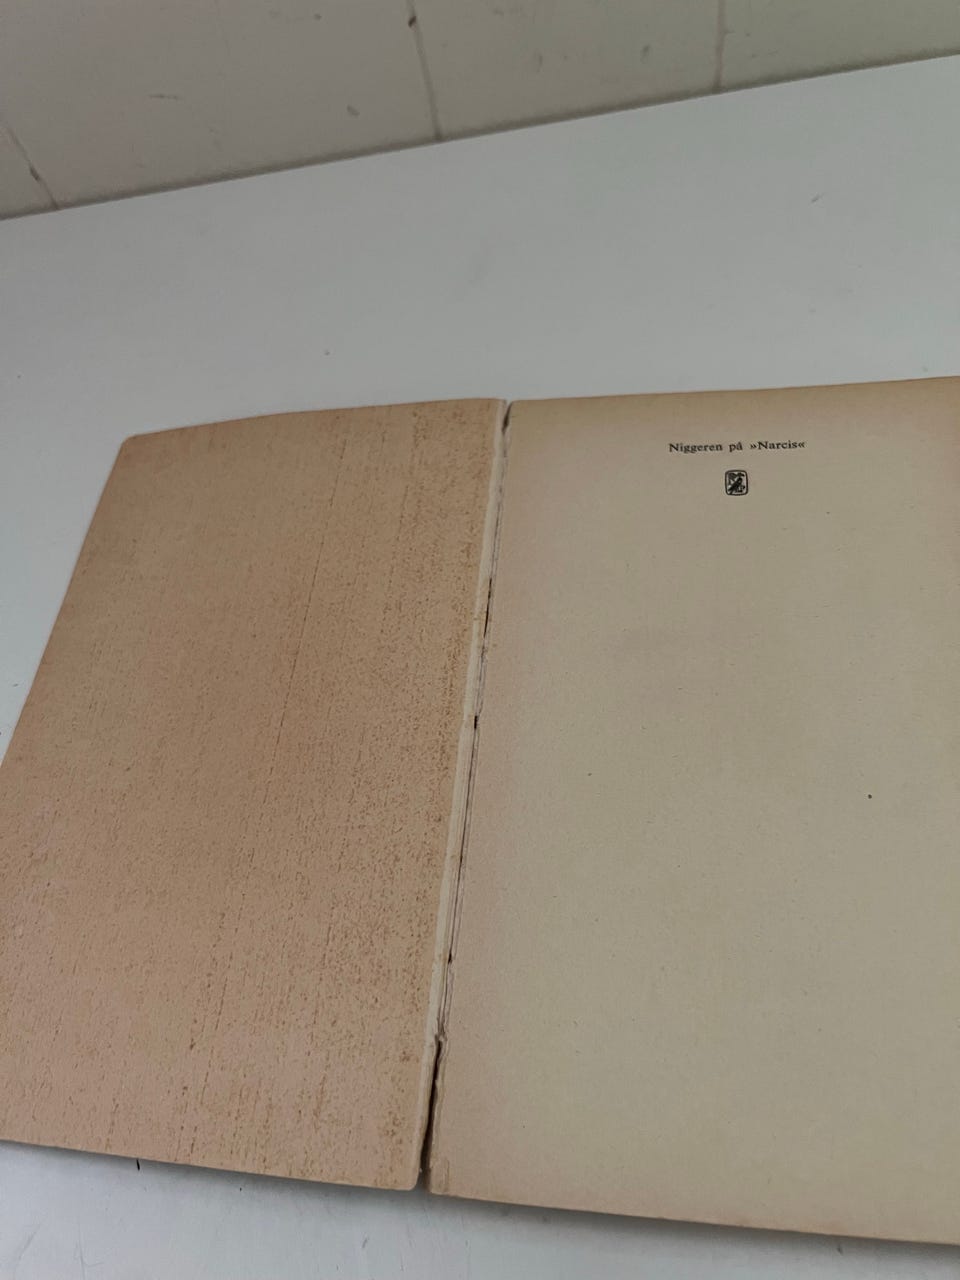 Niggeren på »Narcis«